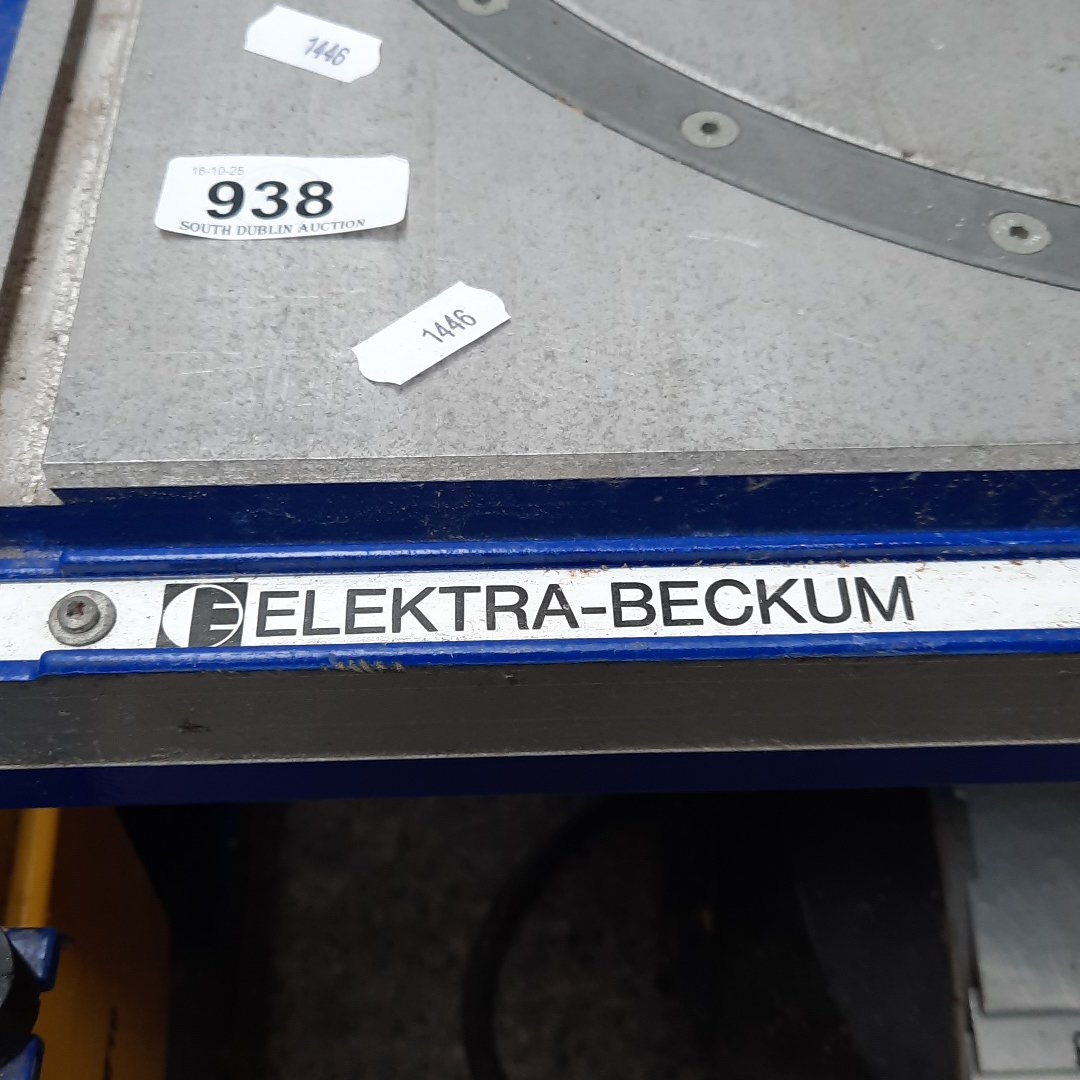 1446
16-10-25
938
SOUTH DUBLIN AUCTION
1446
ELEKTRA-BECKUM